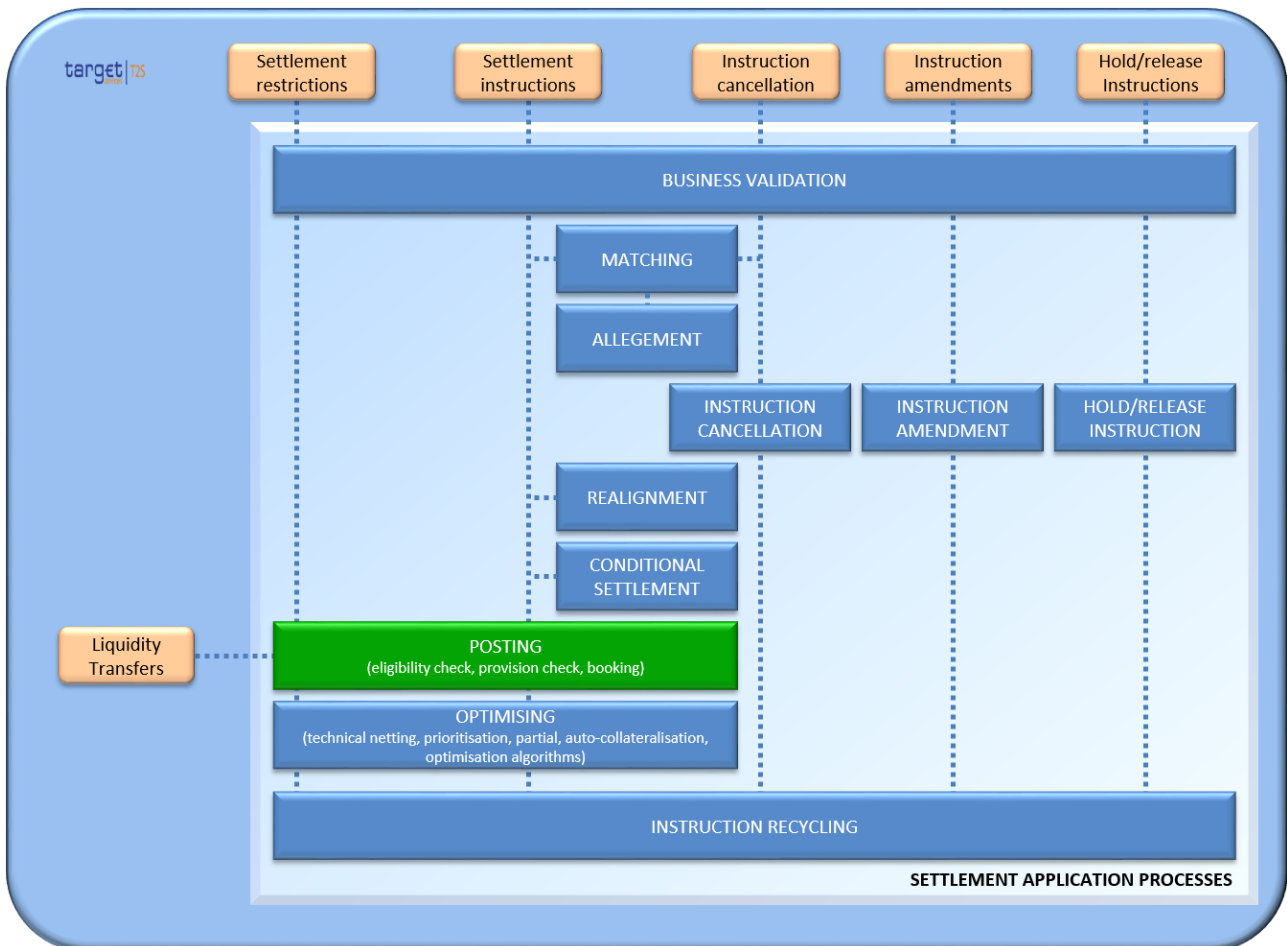 target | T2S
Settlement
restrictions
Settlement
instructions
Instruction
cancellation
Instruction
amendments
Hold/release
Instructions
BUSINESS VALIDATION
MATCHING
ALLEGEMENT
INSTRUCTION
CANCELLATION
INSTRUCTION
AMENDMENT
HOLD/RELEASE
INSTRUCTION
REALIGNMENT
CONDITIONAL
SETTLEMENT
Liquidity
Transfers
POSTING
(eligibility check, provision check, booking)
OPTIMISING
(technical netting, prioritisation, partial, auto-collateralisation,
optimisation algorithms)
INSTRUCTION RECYCLING
SETTLEMENT APPLICATION PROCESSES